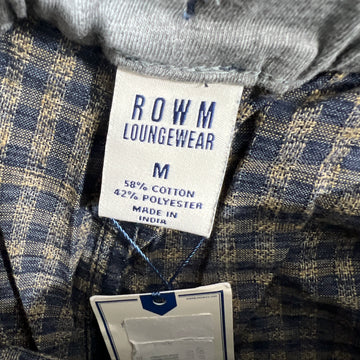 ROWM
LOUNGEWEAR
M
58% COTTON
42% POLYESTER
MADE IN
INDIA